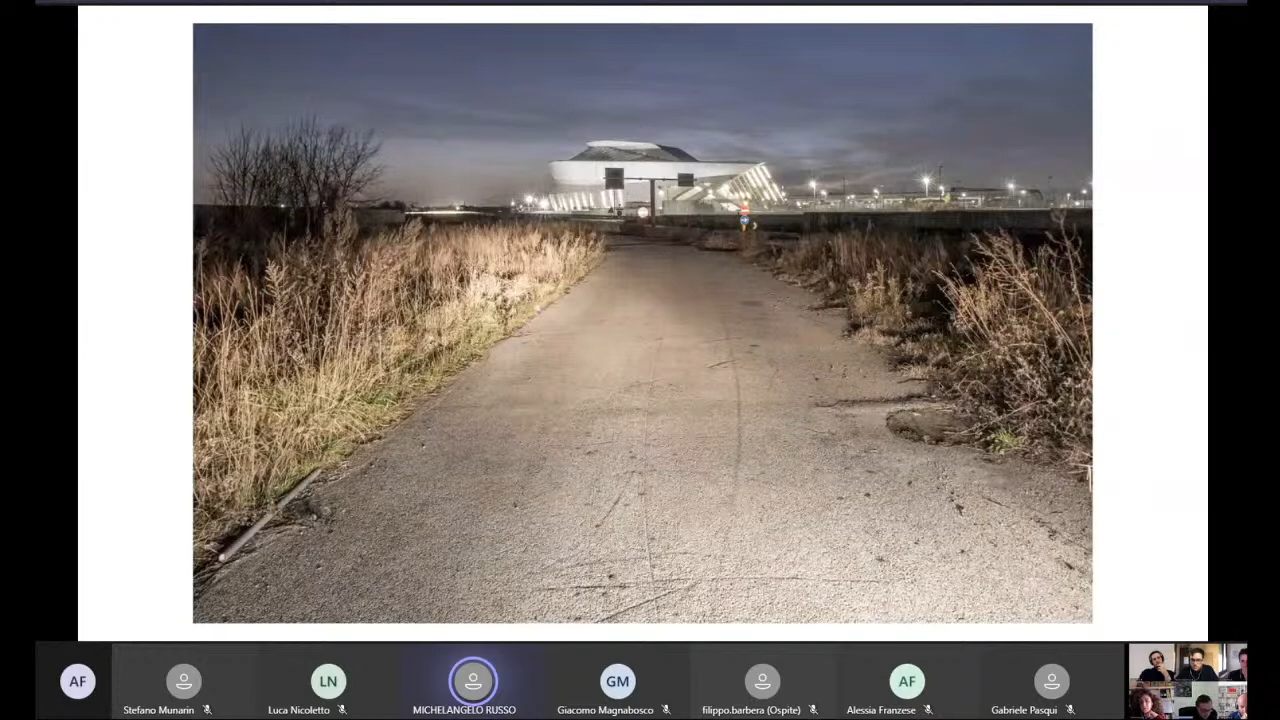 AF
Stefano Munarin
LN
Luca Nicoletto
MICHELANGELO RUSSO
GM
Giacomo Magnabosco
filippo.barbera (Ospite)
AF
Alessia Franzese
Gabriele Pasqui